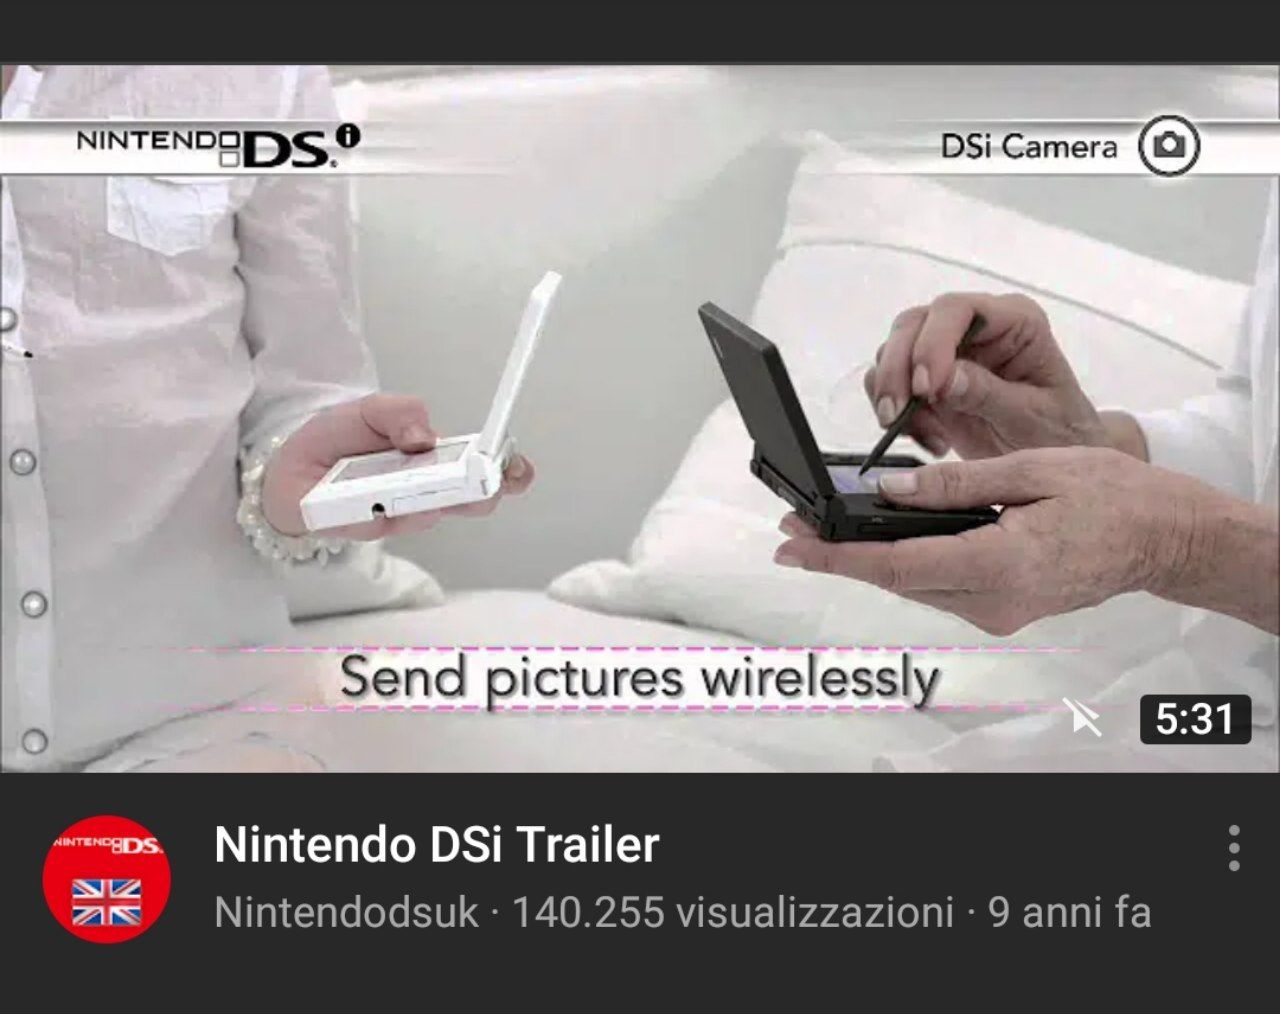 NINTENDO DS.i
DSi Camera
Send pictures wirelessly
5:31
NINTENDO DS.
Nintendo DSi Trailer
Nintendodsuk · 140.255 visualizzazioni · 9 anni fa